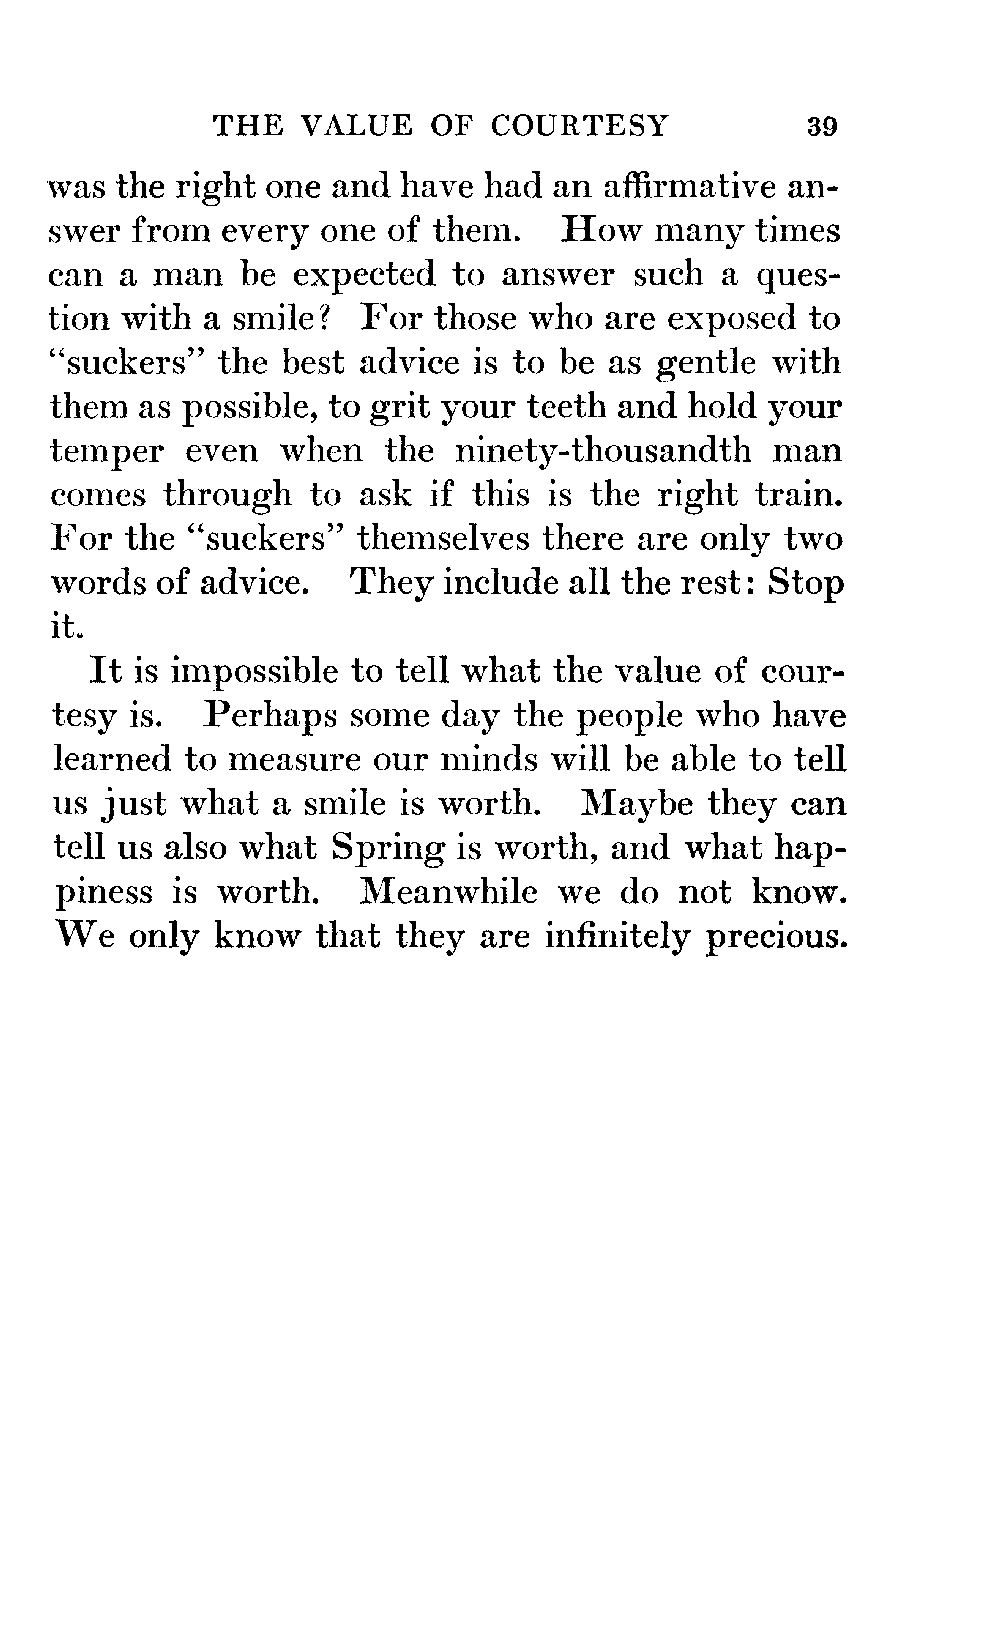 THE VALUE OF COURTESY 39
was the right one and have had an affirmative an-
swer from every one of them. How many times
can a man be expected to answer such a ques-
tion with a smile? For those who are exposed to
“suckers” the best advice is to be as gentle with
them as possible, to grit your teeth and hold your
temper even when the ninety-thousandth man
comes through to ask if this is the right train.
For the “suckers” themselves there are only two
words of advice. They include all the rest: Stop
it.
It is impossible to tell what the value of cour-
tesy is. Perhaps some day the people who have
learned to measure our minds will be able to tell
us just what a smile is worth. Maybe they can
tell us also what Spring is worth, and what hap-
piness is worth. Meanwhile we do not know.
We only know that they are infinitely precious.